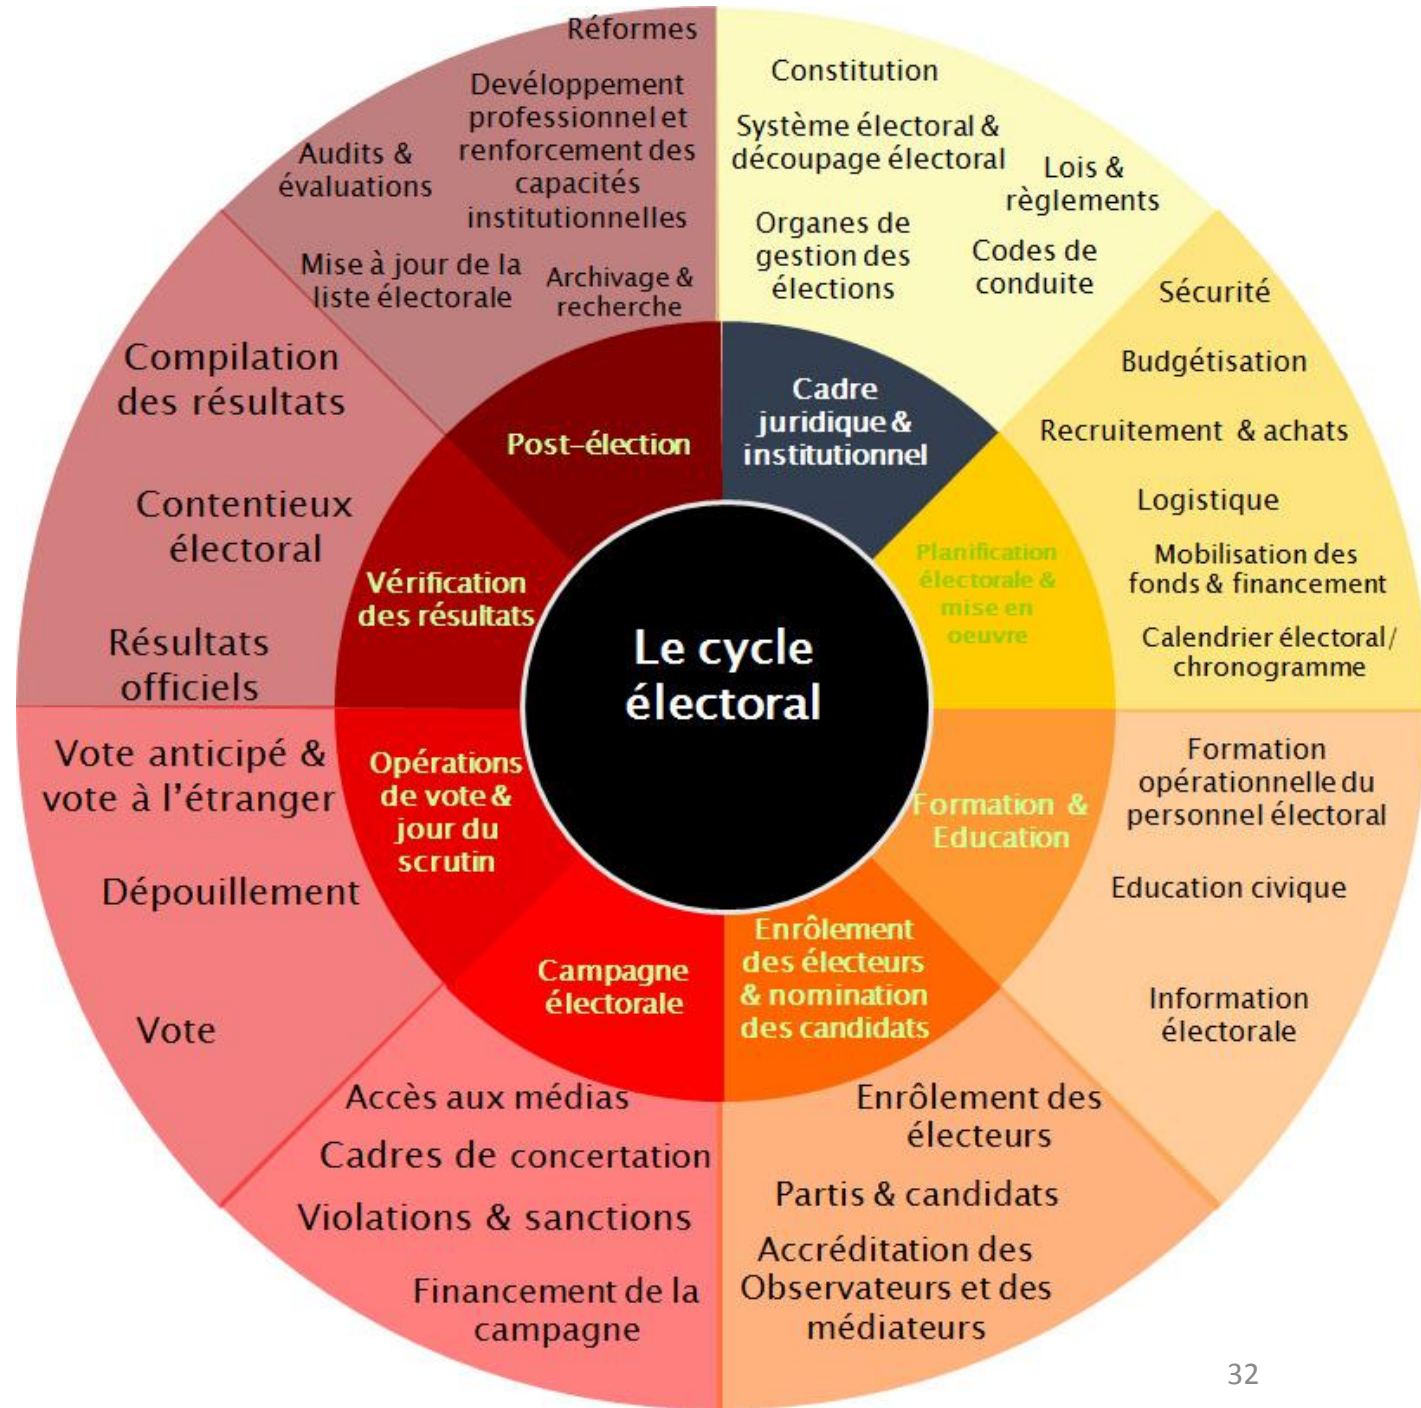 Le cycle
électoral
Cadre
juridique &
institutionnel
Constitution
Système électoral &
découpage électoral
Lois &
règlements
Organes de
gestion des
élections
Codes de
conduite
Planification
électorale &
mise en
oeuvre
Sécurité
Budgétisation
Recruitement & achats
Logistique
Mobilisation des
fonds & financement
Calendrier électoral/
chronogramme
Formation &
Education
Formation
opérationnelle du
personnel électoral
Education civique
Information
électorale
Enrôlement
des électeurs
& nomination
des candidats
Enrôlement des
électeurs
Partis & candidats
Accréditation des
Observateurs et des
médiateurs
Campagne
électorale
Accès aux médias
Cadres de concertation
Violations & sanctions
Financement de la
campagne
Opérations
de vote &
jour du
scrutin
Vote anticipé &
vote à l’étranger
Dépouillement
Vote
Vérification
des résultats
Compilation
des résultats
Contentieux
électoral
Résultats
officiels
Post-élection
Réformes
Devéloppement
professionnel et
renforcement des
capacités
institutionnelles
Audits &
évaluations
Mise à jour de la
liste électorale
Archivage &
recherche
32